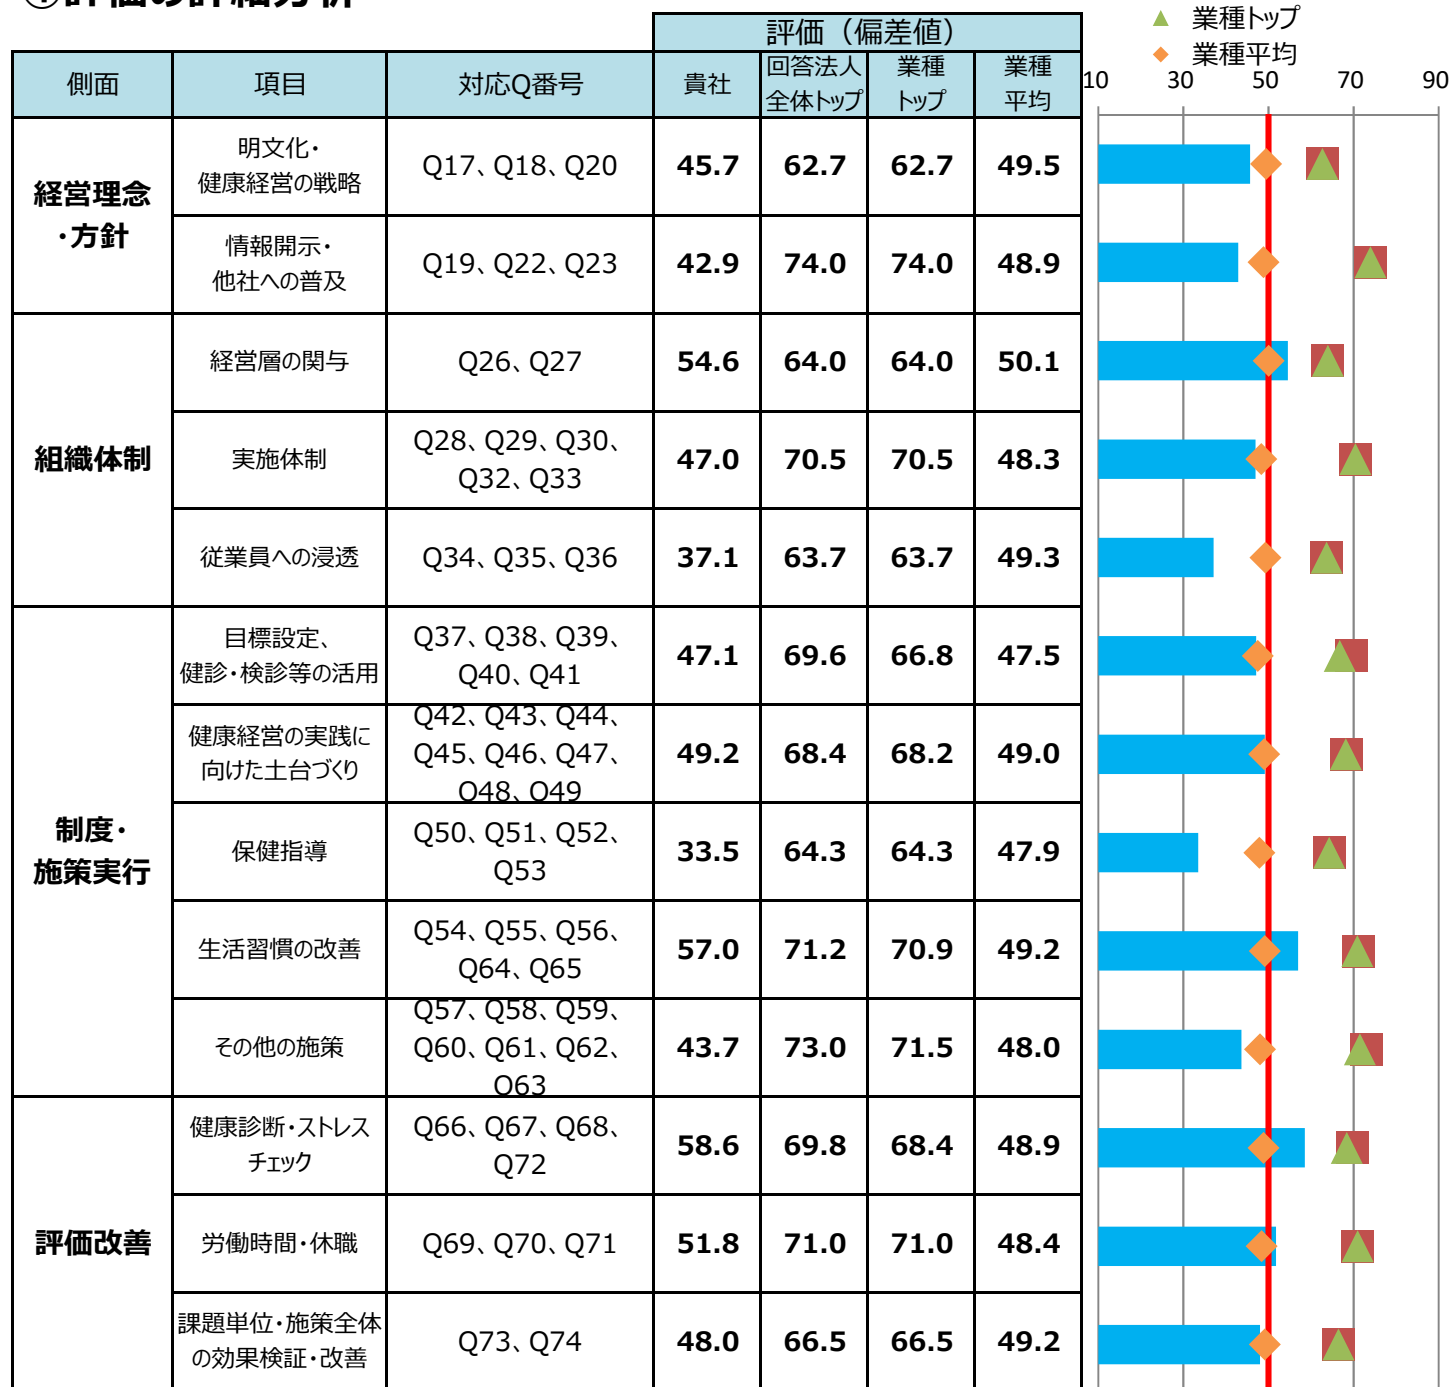 ①評価の詳細分析
▲ 業種トップ
◆ 業種平均
評価（偏差値）
側面 項目 対応Q番号 貴社 回答法人 業種 業種
全体トップ トップ 平均
10 30 50 70 90
経営理念
・方針
明文化・
健康経営の戦略
Q17、Q18、Q20 45.7 62.7 62.7 49.5
情報開示・
他社への普及
Q19、Q22、Q23 42.9 74.0 74.0 48.9
組織体制
経営層の関与 Q26、Q27 54.6 64.0 64.0 50.1
実施体制
Q28、Q29、Q30、
Q32、Q33
47.0 70.5 70.5 48.3
従業員への浸透 Q34、Q35、Q36 37.1 63.7 63.7 49.3
制度・
施策実行
目標設定、
健診・検診等の活用
Q37、Q38、Q39、
Q40、Q41
47.1 69.6 66.8 47.5
健康経営の実践に
向けた土台づくり
Q42、Q43、Q44、
Q45、Q46、Q47、
Q48、Q49
49.2 68.4 68.2 49.0
保健指導
Q50、Q51、Q52、
Q53
33.5 64.3 64.3 47.9
生活習慣の改善
Q54、Q55、Q56、
Q64、Q65
57.0 71.2 70.9 49.2
その他の施策
Q57、Q58、Q59、
Q60、Q61、Q62、
Q63
43.7 73.0 71.5 48.0
評価改善
健康診断・ストレス
チェック
Q66、Q67、Q68、
Q72
58.6 69.8 68.4 48.9
労働時間・休職 Q69、Q70、Q71 51.8 71.0 71.0 48.4
課題単位・施策全体
の効果検証・改善
Q73、Q74 48.0 66.5 66.5 49.2